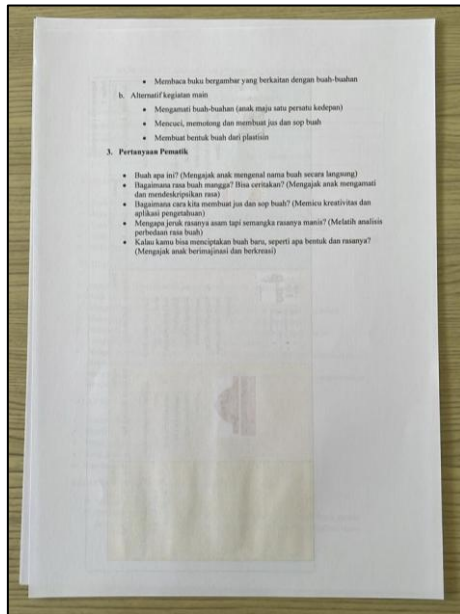 • Membaca buku bergambar yang berkaitan dengan buah-buahan
b. Alternatif kegiatan main
• Mengamati buah-buahan (anak maju satu persatu kedepan)
• Mencuci, memotong dan membuat jus dan sop buah
• Membuat bentuk buah dari plastisin
3. Pertanyaan Pematik
• Buah apa ini? (Mengajak anak mengenal nama buah secara langsung)
• Bagaimana rasa buah mangga? Bisa ceritakan? (Mengajak anak mengamati
dan mendeskripsikan rasa)
• Bagaimana cara kita membuat jus dan sop buah? (Memicu kreativitas dan
aplikasi pengetahuan)
• Mengapa jeruk rasanya asam tapi semangka rasanya manis? (Melatih analisis
perbedaan rasa buah)
• Kalau kamu bisa menciptakan buah baru, seperti apa bentuk dan rasanya?
(Mengajak anak berimajinasi dan berkreasi)